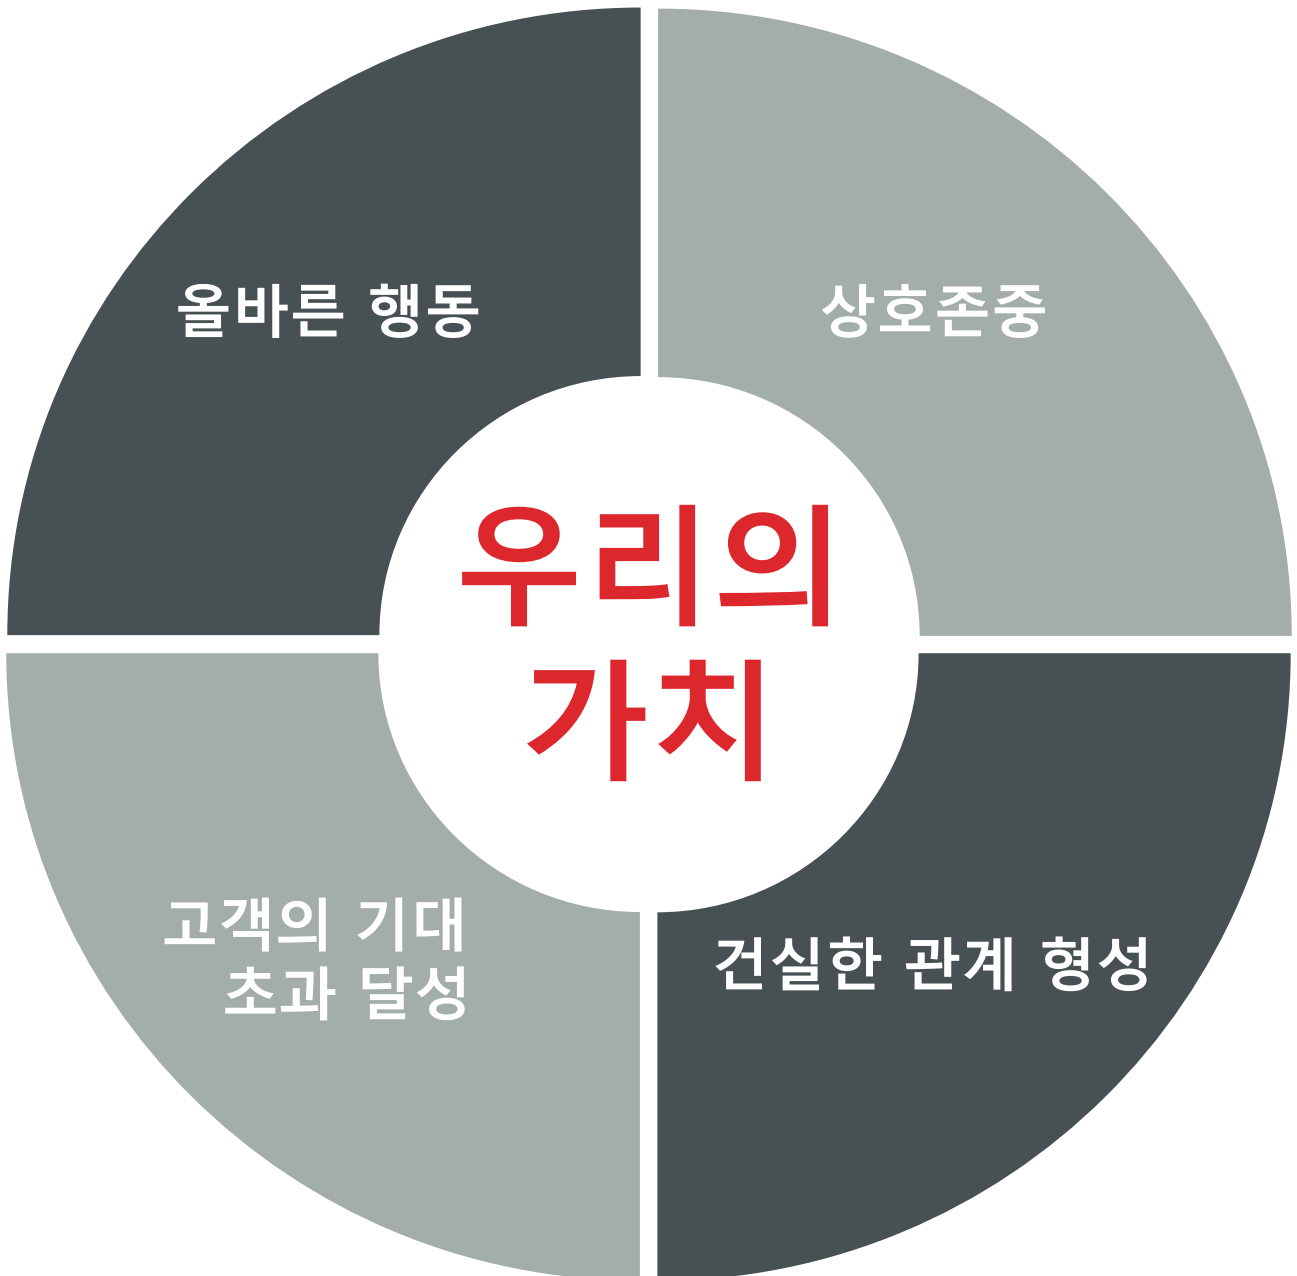 올바른 행동
상호존중
우리의
가치
고객의 기대
초과 달성
건실한 관계 형성